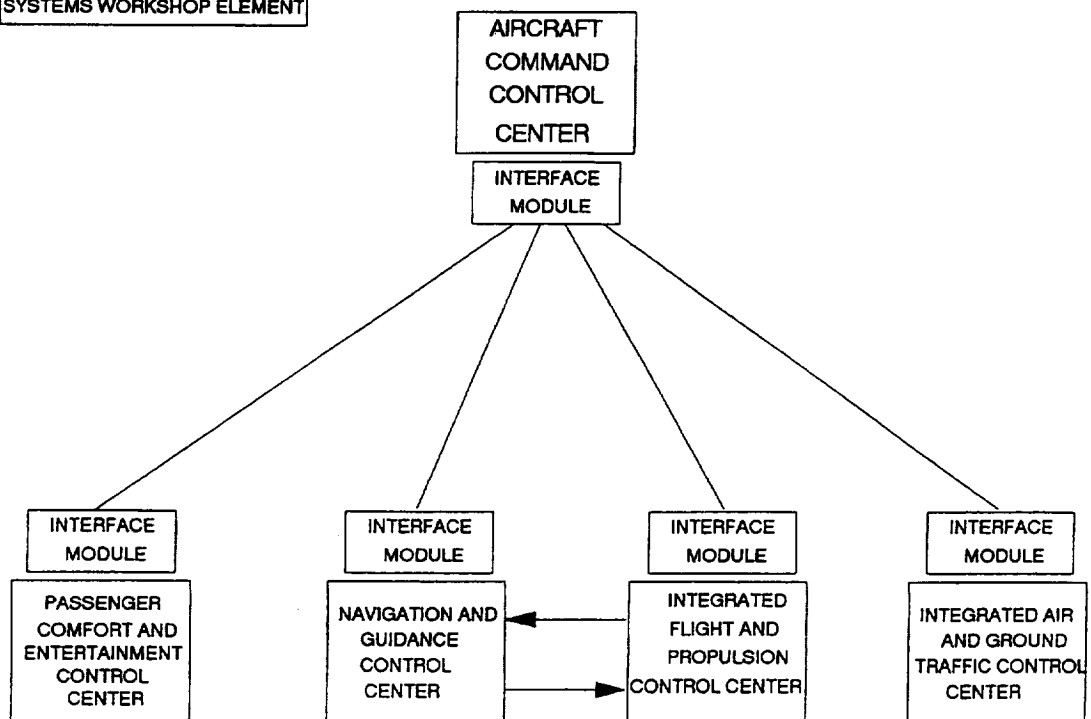 SYSTEMS WORKSHOP ELEMENT
AIRCRAFT
COMMAND
CONTROL
CENTER
INTERFACE
MODULE
INTERFACE
MODULE
PASSENGER
COMFORT AND
ENTERTAINMENT
CONTROL
CENTER
INTERFACE
MODULE
NAVIGATION AND
GUIDANCE
CONTROL
CENTER
INTERFACE
MODULE
INTEGRATED
FLIGHT AND
PROPULSION
CONTROL CENTER
INTERFACE
MODULE
INTEGRATED AIR
AND GROUND
TRAFFIC CONTROL
CENTER